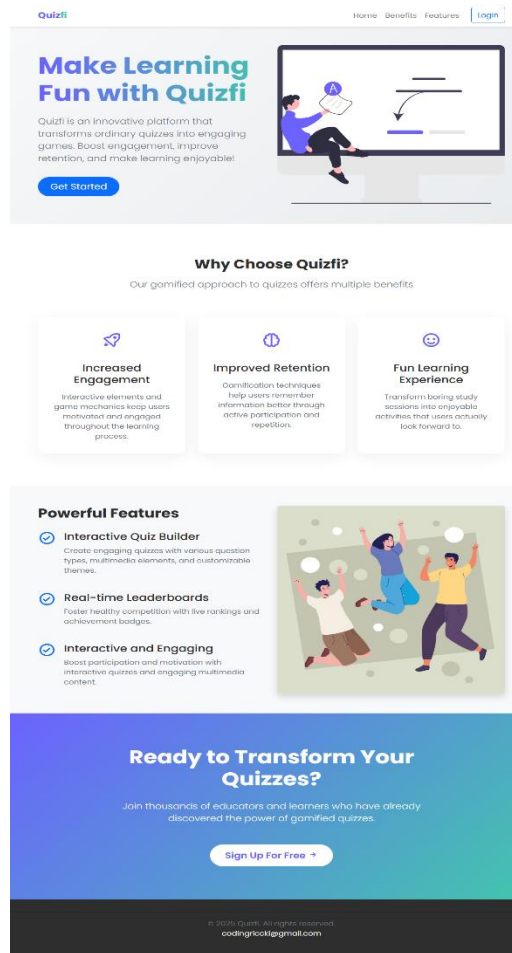 Quizfi
Home Benefits Features Login
Make Learning
Fun with Quizfi
Quizfi is an innovative platform that
transforms ordinary quizzes into engaging
games. Boost engagement, improve
retention, and make learning enjoyable!
Get Started
A
Why Choose Quizfi?
Our gamified approach to quizzes offers multiple benefits
Increased
Engagement
Interactive elements and
game mechanics keep users
motivated and engaged
throughout the learning
process.
Improved Retention
Gamification techniques
help users remember
information better through
active participation and
repetition.
Fun Learning
Experience
Transform boring study
sessions into enjoyable
activities that users actually
look forward to.
Powerful Features
Interactive Quiz Builder
Create engaging quizzes with various question
types, multimedia elements, and customizable
themes.
Real-time Leaderboards
Foster healthy competition with live rankings and
achievement badges.
Interactive and Engaging
Boost participation and motivation with
interactive quizzes and engaging multimedia
content.
Ready to Transform Your
Quizzes?
Join thousands of educators and learners who have already
discovered the power of gamified quizzes.
Sign Up For Free →
© 2025 Quizfi. All rights reserved.